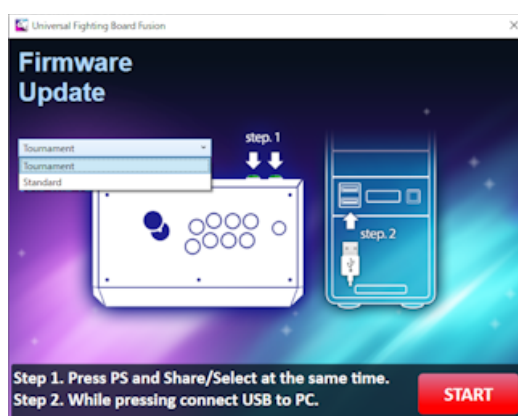 Universal Fighting Board Fusion
Firmware
Update
Tournament
Tournament
Standard
step. 1
step. 2
Step 1. Press PS and Share/Select at the same time.
Step 2. While pressing connect USB to PC.
START